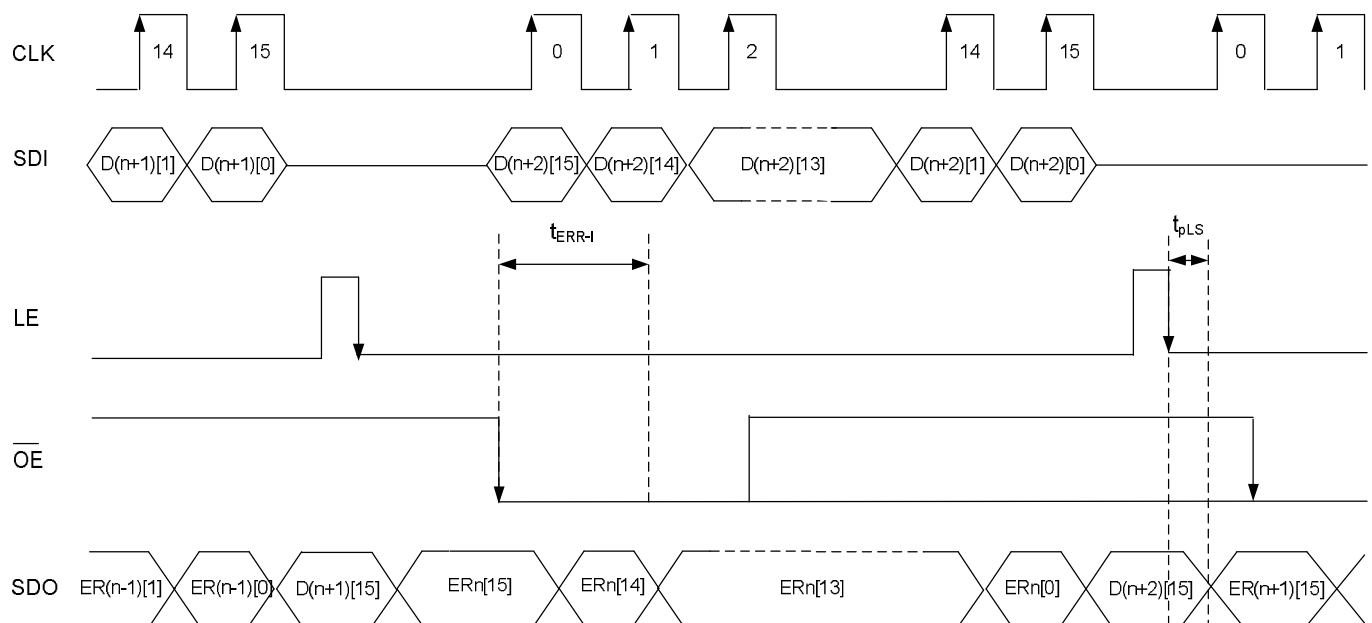 CLK 14 15 0 1 2 14 15 0 1
SDI D(n+1)[1] D(n+1)[0] D(n+2)[15] D(n+2)[14] D(n+2)[13] D(n+2)[1] D(n+2)[0]
tERR-I tpLS
LE
OE
SDO ER(n-1)[1] ER(n-1)[0] D(n+1)[15] ERn[15] ERn[14] ERn[13] ERn[0] D(n+2)[15] ER(n+1)[15]